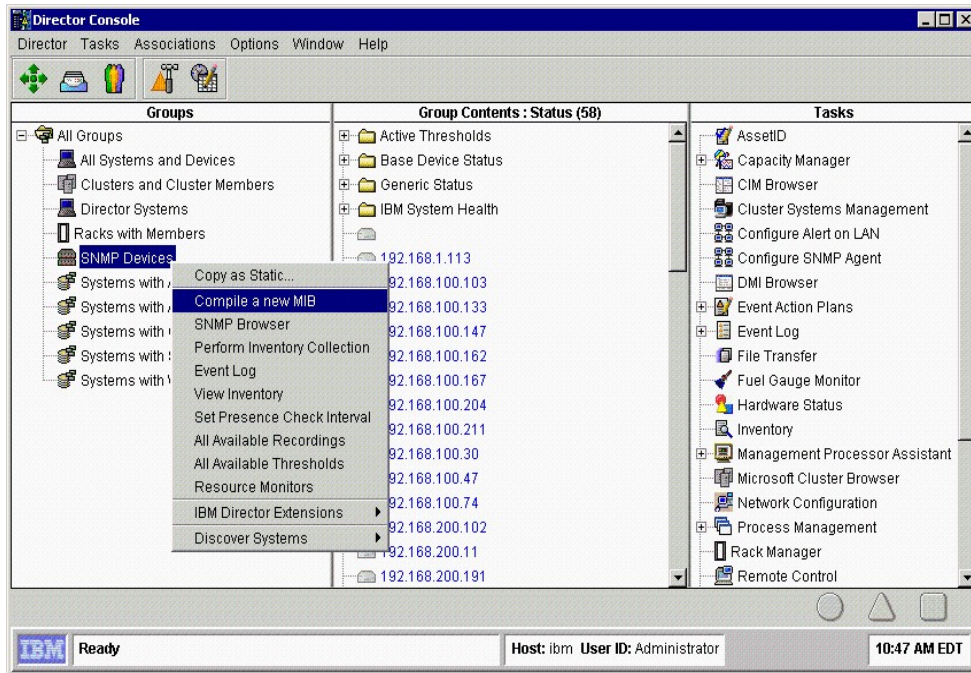 Director Console
Director Tasks Associations Options Window Help
Groups
All Groups
All Systems and Devices
Clusters and Cluster Members
Director Systems
Racks with Members
SNMP Devices
Systems with
Systems with
Systems with
Systems with
Systems with
Copy as Static...
Compile a new MIB
SNMP Browser
Perform Inventory Collection
Event Log
View Inventory
Set Presence Check Interval
All Available Recordings
All Available Thresholds
Resource Monitors
IBM Director Extensions
Discover Systems
Group Contents : Status (58)
Active Thresholds
Base Device Status
Generic Status
IBM System Health
192.168.1.113
92.168.100.103
92.168.100.133
92.168.100.147
92.168.100.162
92.168.100.167
92.168.100.204
92.168.100.211
92.168.100.30
92.168.100.47
92.168.100.74
92.168.200.102
192.168.200.11
192.168.200.191
Tasks
AssetID
Capacity Manager
CIM Browser
Cluster Systems Management
Configure Alert on LAN
Configure SNMP Agent
DMI Browser
Event Action Plans
Event Log
File Transfer
Fuel Gauge Monitor
Hardware Status
Inventory
Management Processor Assistant
Microsoft Cluster Browser
Network Configuration
Process Management
Rack Manager
Remote Control
IBM
Ready
Host: ibm User ID: Administrator
10:47 AM EDT